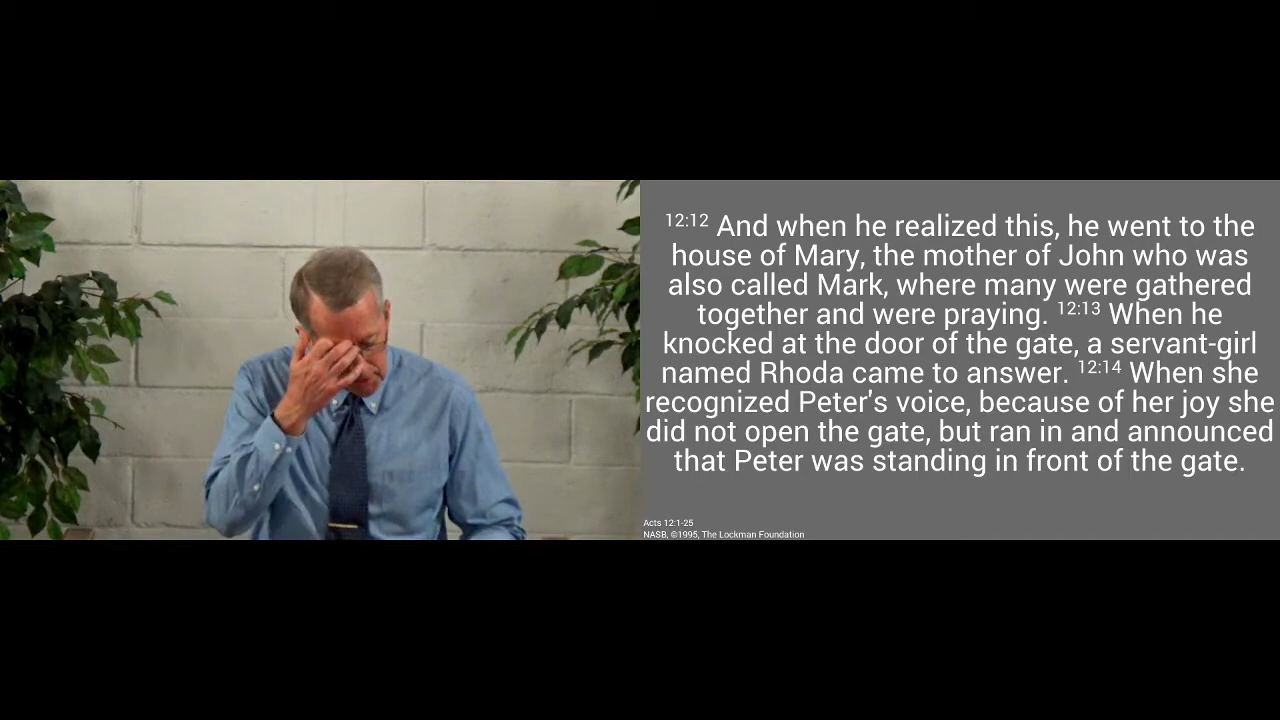 12:12 And when he realized this, he went to the
house of Mary, the mother of John who was
also called Mark, where many were gathered
together and were praying. 12:13 When he
knocked at the door of the gate, a servant-girl
named Rhoda came to answer. 12:14 When she
recognized Peter's voice, because of her joy she
did not open the gate, but ran in and announced
that Peter was standing in front of the gate.
Acts 12:1-25
NASB, ©1995, The Lockman Foundation